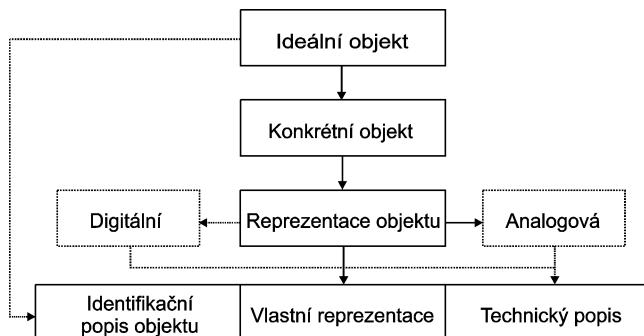 Ideální objekt
Konkrétní objekt
Digitální
Reprezentace objektu
Analogová
Identifikační
popis objektu
Vlastní reprezentace
Technický popis